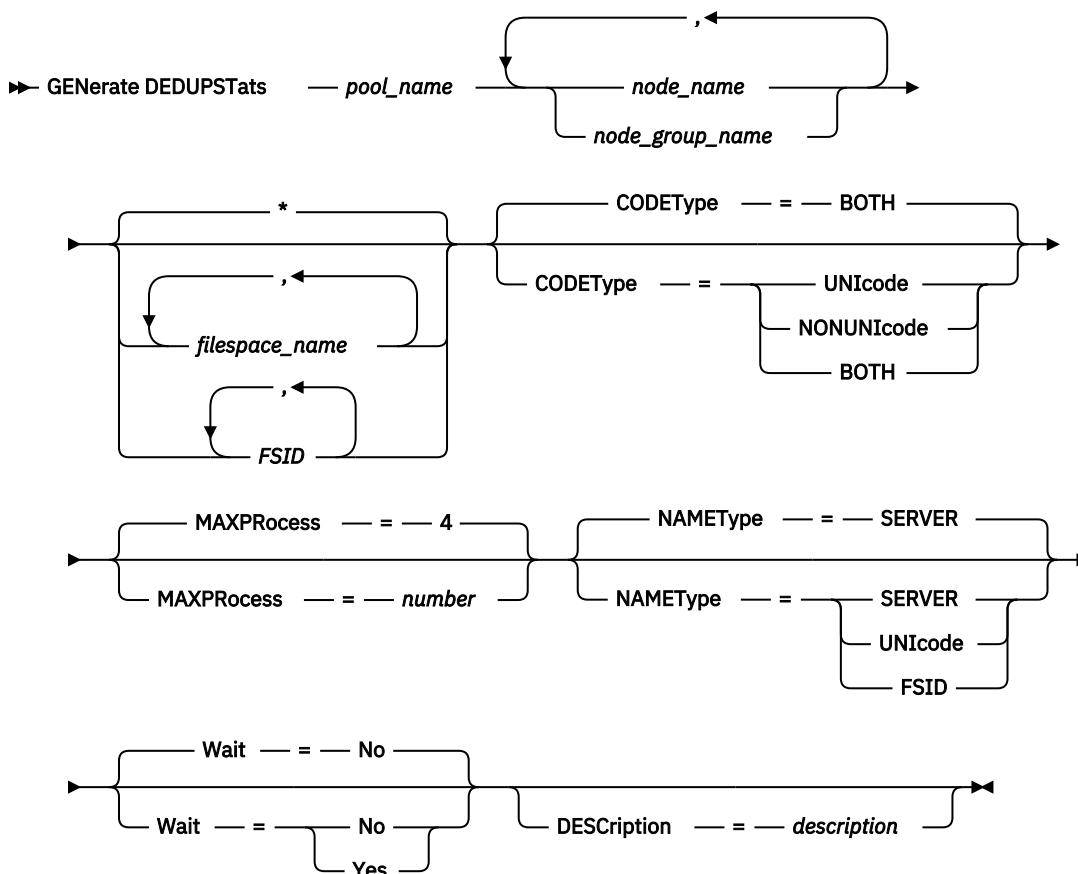 ,
GENerate DEDUPSTats pool_name node_name
node_group_name
* CODEType = BOTH
CODEType = UNIcode
, NONUNIcode
filespace_name BOTH
,
FSID
MAXPRocess = 4 NAMEType = SERVER
MAXPRocess = number NAMEType = SERVER
UNIcode
FSID
Wait = No
Wait = No DESCription = description
Yes